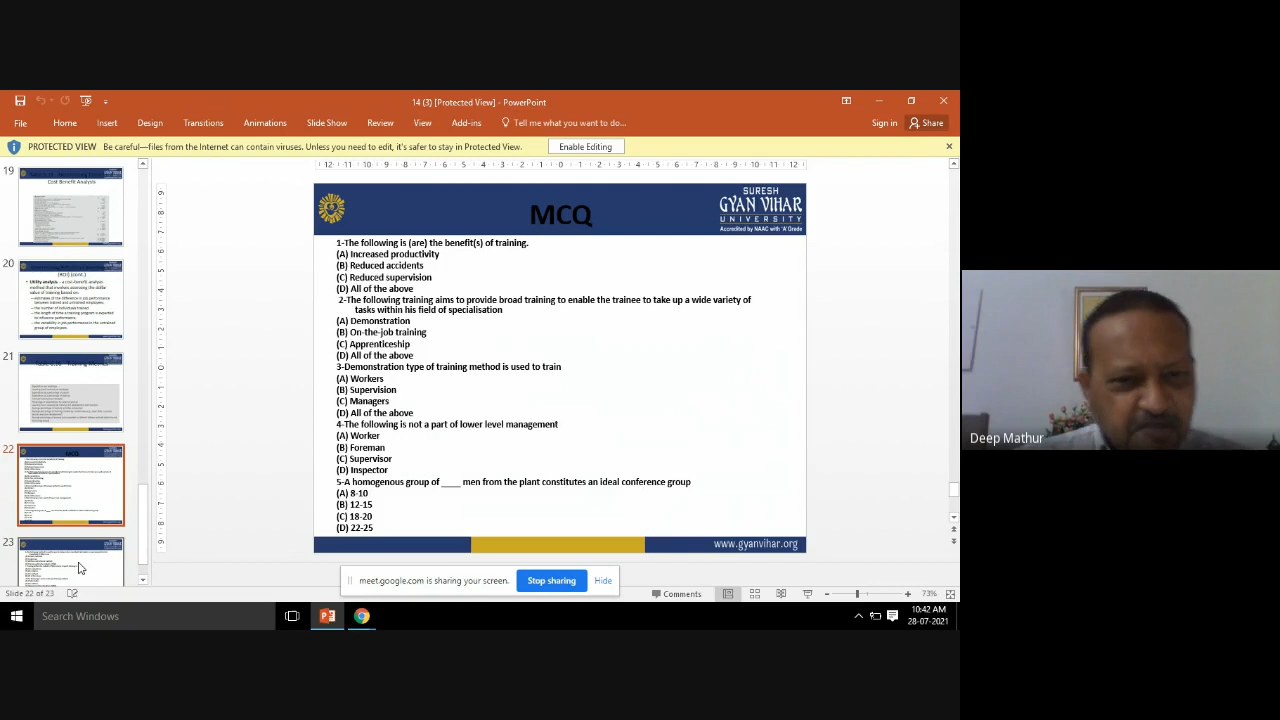 14 (3) [Protected View] - PowerPoint
File Home Insert Design Transitions Animations Slide Show Review View Add-ins Tell me what you want to do... Sign in Share
PROTECTED VIEW Be careful—files from the Internet can contain viruses. Unless you need to edit, it's safer to stay in Protected View. Enable Editing
19
Cost Benefit Analysis
20
(ROI) (cont.)
21
22
MCQ
23
SURESH
GYAN VIHAR
UNIVERSITY
Accredited by NAAC with 'A' Grade
MCQ
1-The following is (are) the benefit(s) of training.
(A) Increased productivity
(B) Reduced accidents
(C) Reduced supervision
(D) All of the above
2-The following training aims to provide broad training to enable the trainee to take up a wide variety of
tasks within his field of specialisation
(A) Demonstration
(B) On-the-job training
(C) Apprenticeship
(D) All of the above
3-Demonstration type of training method is used to train
(A) Workers
(B) Supervision
(C) Managers
(D) All of the above
4-The following is not a part of lower level management
(A) Worker
(B) Foreman
(C) Supervisor
(D) Inspector
5-A homogenous group of ____ men from the plant constitutes an ideal conference group
(A) 8-10
(B) 12-15
(C) 18-20
(D) 22-25
www.gyanvihar.org
meet.google.com is sharing your screen. Stop sharing Hide
Slide 22 of 23 Comments 73%
Search Windows
10:42 AM
28-07-2021
Deep Mathur